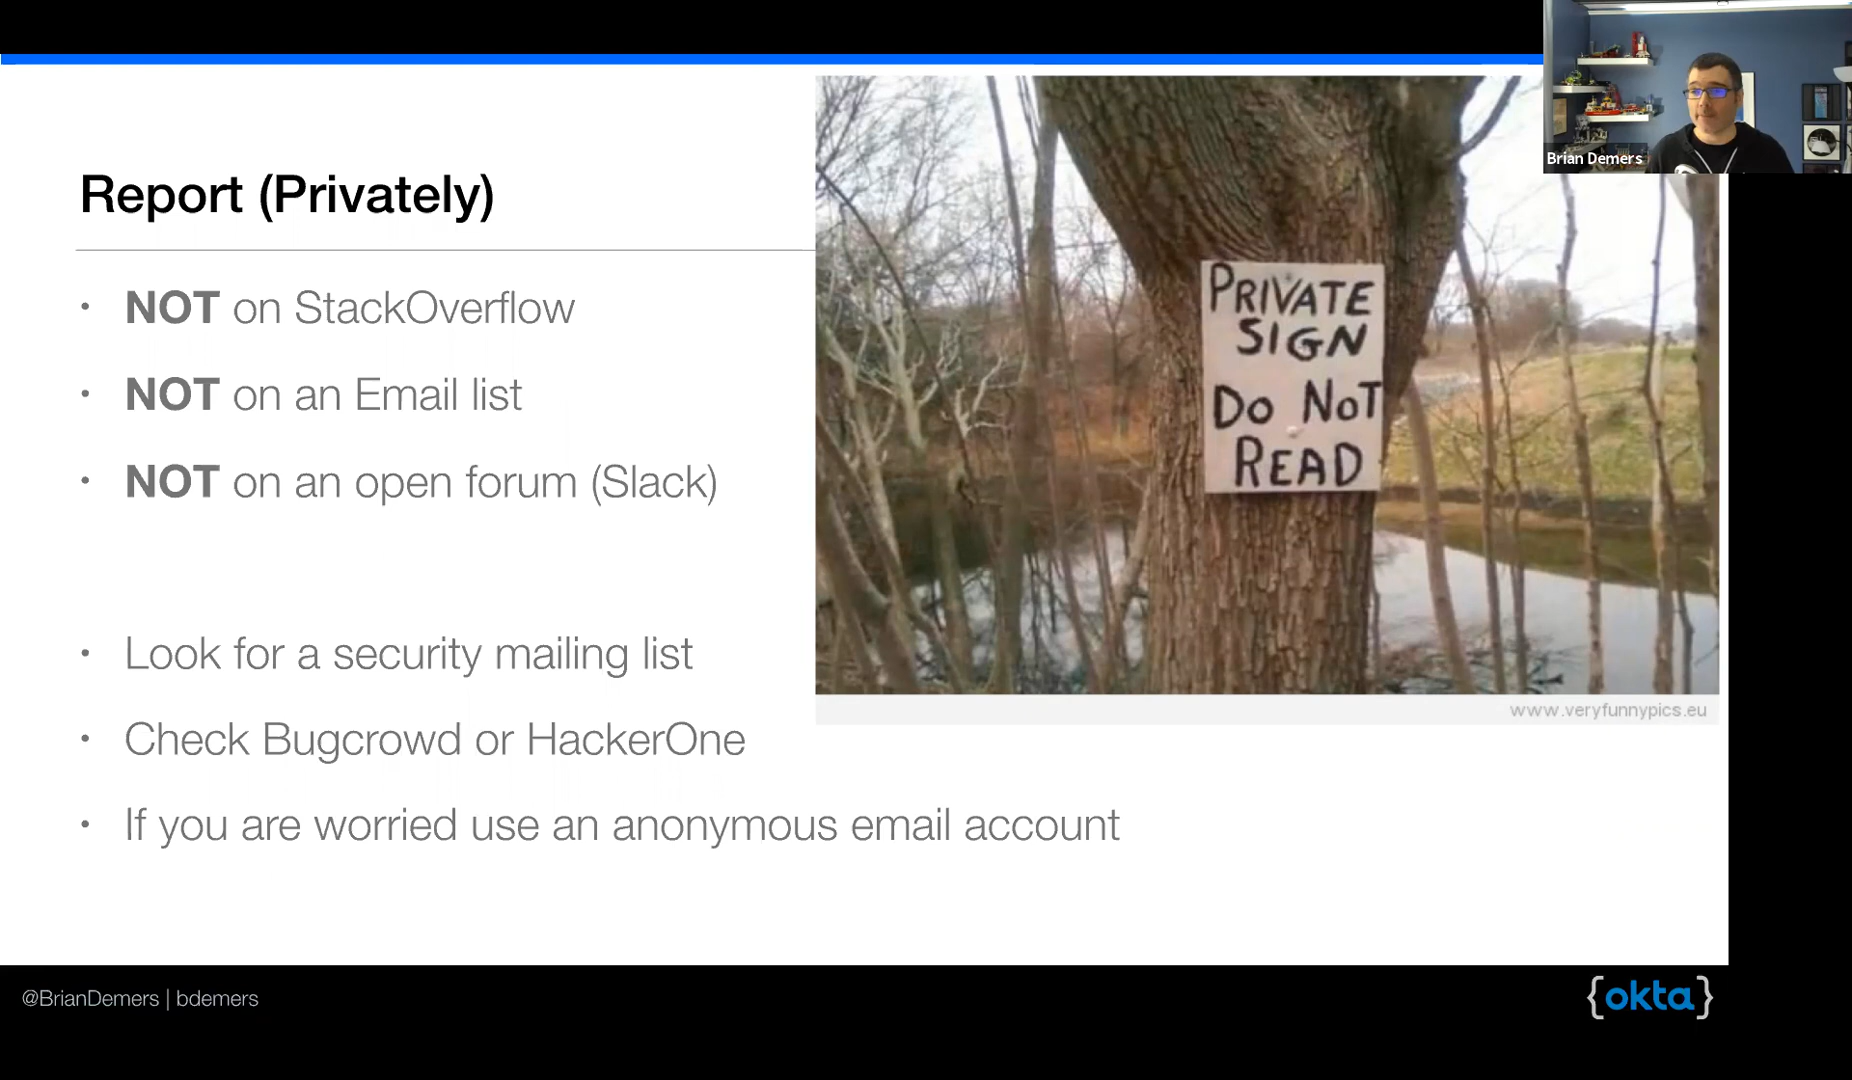 Brian Demers
Report (Privately)
• NOT on StackOverflow
• NOT on an Email list
• NOT on an open forum (Slack)
• Look for a security mailing list
• Check Bugcrowd or HackerOne
• If you are worried use an anonymous email account
PRIVATE
SIGN
DO NOT
READ
www.veryfunnypics.eu
@BrianDemers | bdemers
{okta}